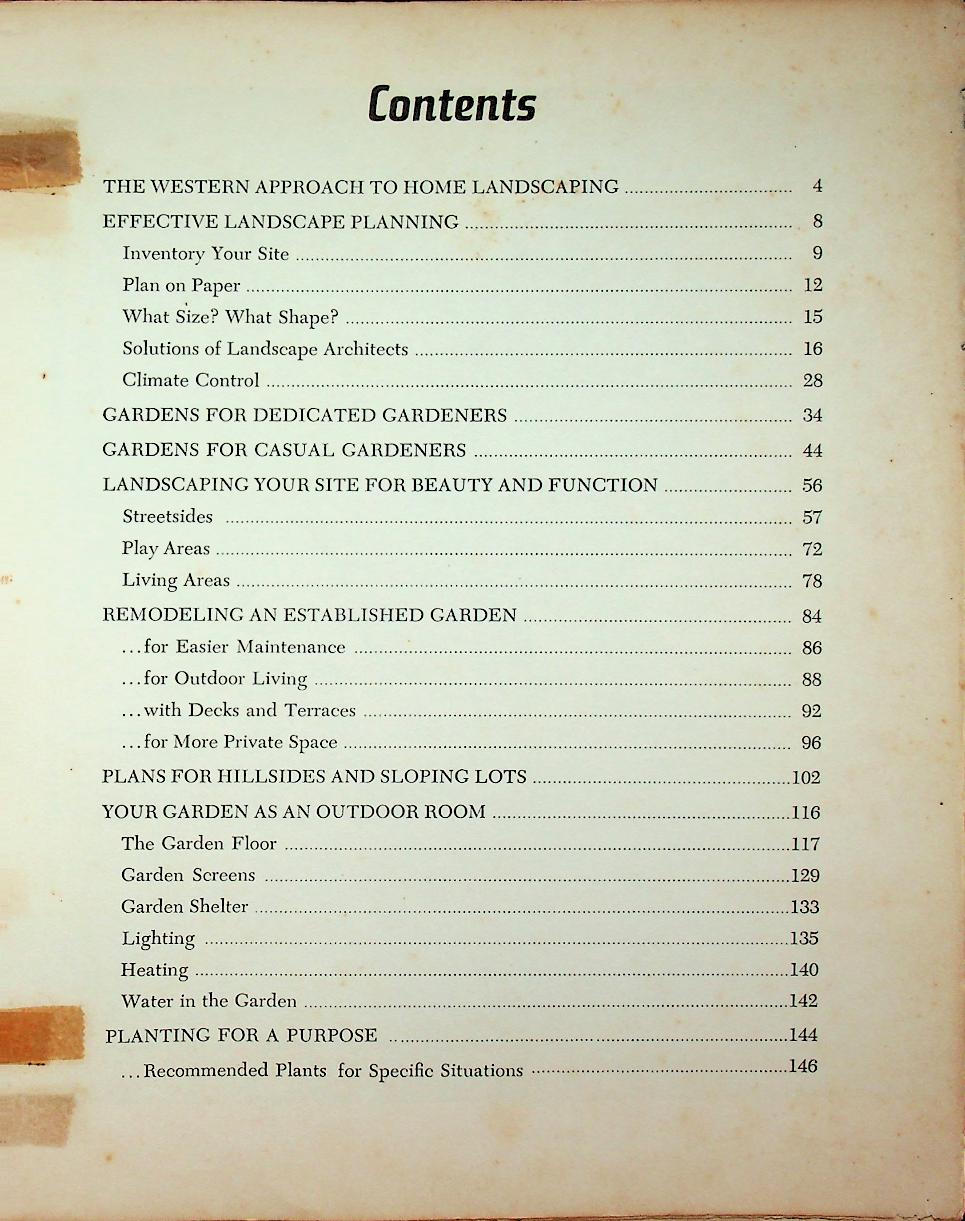 Contents
THE WESTERN APPROACH TO HOME LANDSCAPING ........................................ 4
EFFECTIVE LANDSCAPE PLANNING ........................................ 8
Inventory Your Site ........................................ 9
Plan on Paper ........................................ 12
What Size? What Shape? ........................................ 15
Solutions of Landscape Architects ........................................ 16
Climate Control ........................................ 28
GARDENS FOR DEDICATED GARDENERS ........................................ 34
GARDENS FOR CASUAL GARDENERS ........................................ 44
LANDSCAPING YOUR SITE FOR BEAUTY AND FUNCTION ........................................ 56
Streetsides ........................................ 57
Play Areas ........................................ 72
Living Areas ........................................ 78
REMODELING AN ESTABLISHED GARDEN ........................................ 84
...for Easier Maintenance ........................................ 86
...for Outdoor Living ........................................ 88
...with Decks and Terraces ........................................ 92
...for More Private Space ........................................ 96
PLANS FOR HILLSIDES AND SLOPING LOTS ........................................102
YOUR GARDEN AS AN OUTDOOR ROOM ........................................116
The Garden Floor ........................................117
Garden Screens ........................................129
Garden Shelter ........................................133
Lighting ........................................135
Heating ........................................140
Water in the Garden ........................................142
PLANTING FOR A PURPOSE ........................................144
...Recommended Plants for Specific Situations ........................................146